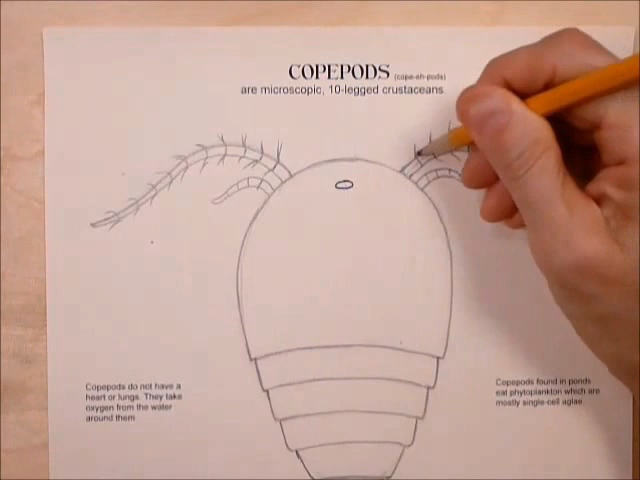 COPEPODS (cope-eh-pods)
are microscopic, 10-legged crustaceans.
Copepods do not have a
heart or lungs. They take
oxygen from the water
around them.
Copepods found in ponds
eat phytoplankton which are
mostly single-cell aglae.